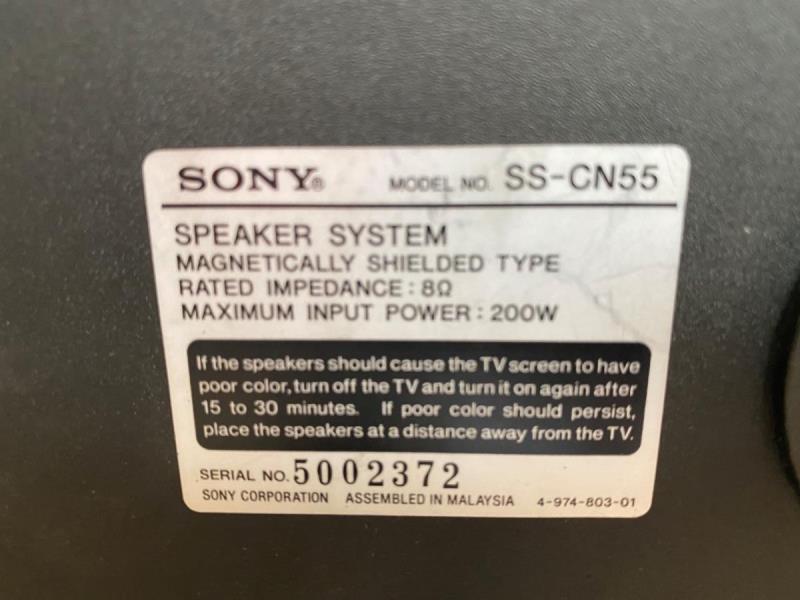 SONY® MODEL NO. SS-CN55
SPEAKER SYSTEM
MAGNETICALLY SHIELDED TYPE
RATED IMPEDANCE : 8Ω
MAXIMUM INPUT POWER : 200W
If the speakers should cause the TV screen to have
poor color, turn off the TV and turn it on again after
15 to 30 minutes. If poor color should persist,
place the speakers at a distance away from the TV.
SERIAL NO. 5002372
SONY CORPORATION ASSEMBLED IN MALAYSIA 4-974-803-01